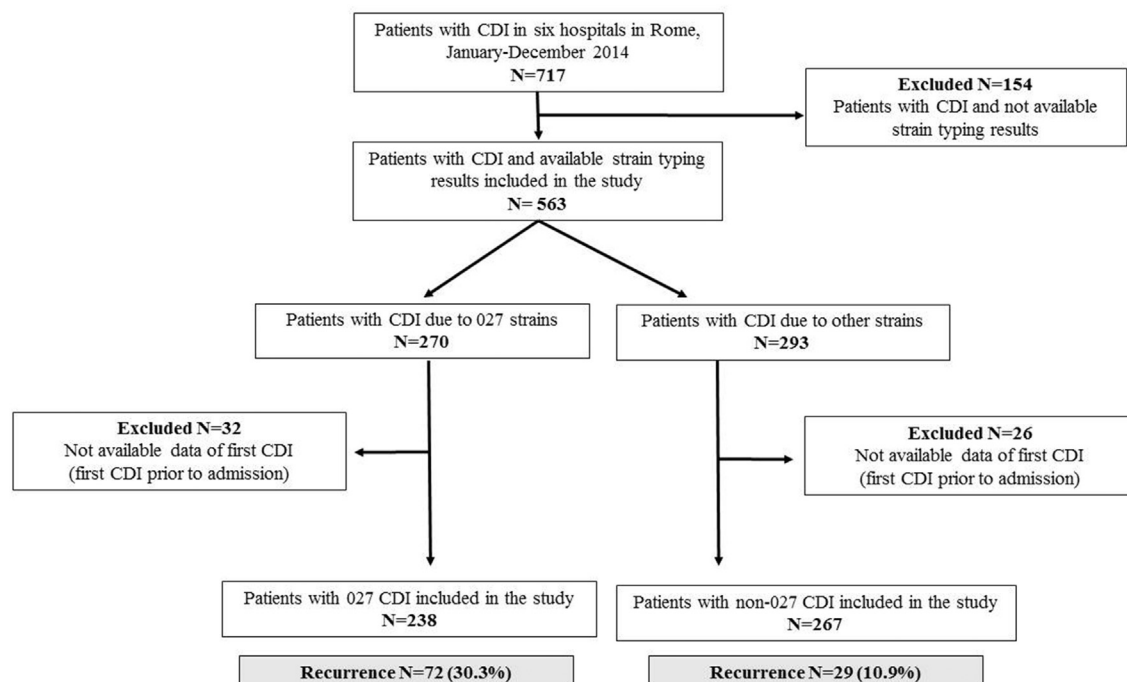 Patients with CDI in six hospitals in Rome,
January-December 2014
N=717
Excluded N=154
Patients with CDI and not available
strain typing results
Patients with CDI and available strain typing
results included in the study
N= 563
Patients with CDI due to 027 strains
N=270
Patients with CDI due to other strains
N=293
Excluded N=32
Not available data of first CDI
(first CDI prior to admission)
Excluded N=26
Not available data of first CDI
(first CDI prior to admission)
Patients with 027 CDI included in the study
N=238
Patients with non-027 CDI included in the study
N=267
Recurrence N=72 (30.3%)
Recurrence N=29 (10.9%)